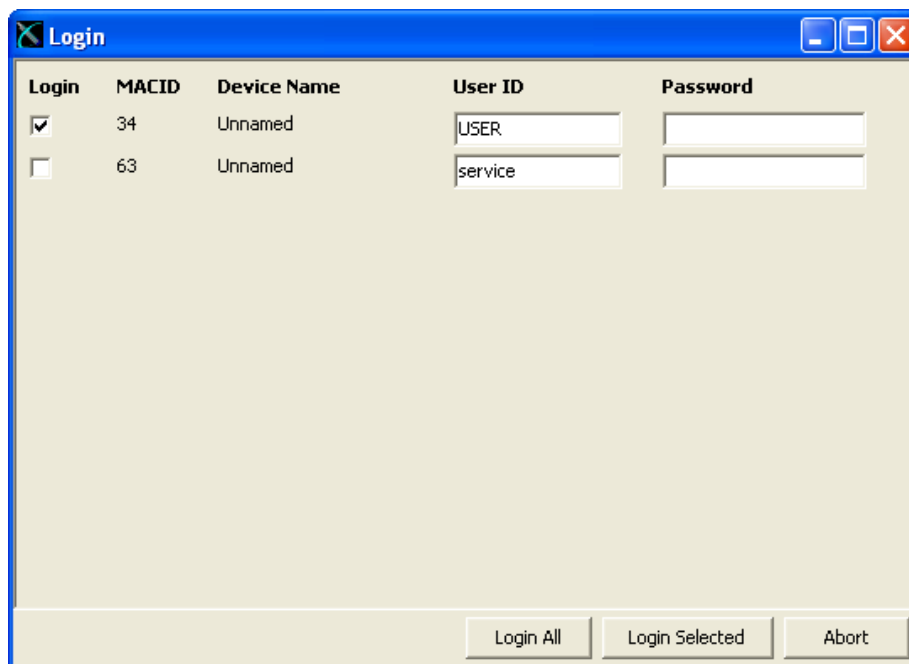 Login
Login MACID Device Name User ID Password
34 Unnamed USER
63 Unnamed service
Login All Login Selected Abort